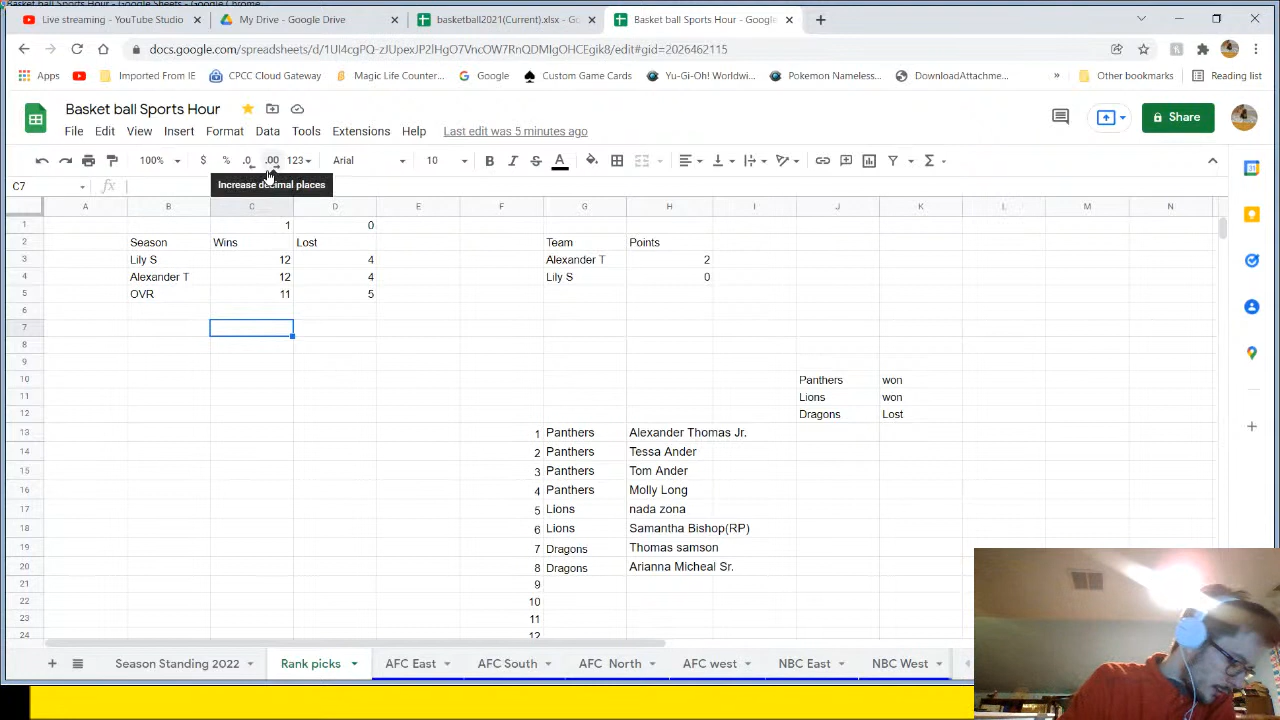 Living streaming - YouTube Studio
My Drive - Google Drive
basketball2021(Current).xlsx - Go
Basket ball Sports Hour - Google
docs.google.com/spreadsheets/d/1UI4cgPQ-zJUpexJP2IHgO7VncOW7RnQDMIgOHCEgik8/edit#gid=2026462115
Apps Imported From IE CPCC Cloud Gateway Magic Life Counter... Google Custom Game Cards Yu-Gi-Oh! Worldwi... Pokemon Nameless... DownloadAttachme... » Other bookmarks Reading list
Basket ball Sports Hour
File Edit View Insert Format Data Tools Extensions Help Last edit was 5 minutes ago
Share
100% $ % .0 .00 123 Arial 10 B I S A Σ
C7 fx
Increase decimal places
A B C D E F G H I J K L M N
1 1 0
2 Season Wins Lost Team Points
3 Lily S 12 4 Alexander T 2
4 Alexander T 12 4 Lily S 0
5 OVR 11 5
6
7
8
9
10 Panthers won
11 Lions won
12 Dragons Lost
13 1 Panthers Alexander Thomas Jr.
14 2 Panthers Tessa Ander
15 3 Panthers Tom Ander
16 4 Panthers Molly Long
17 5 Lions nada zona
18 6 Lions Samantha Bishop(RP)
19 7 Dragons Thomas samson
20 8 Dragons Arianna Micheal Sr.
21 9
22 10
23 11
24 12
Season Standing 2022 Rank picks AFC East AFC South AFC North AFC west NBC East NBC West